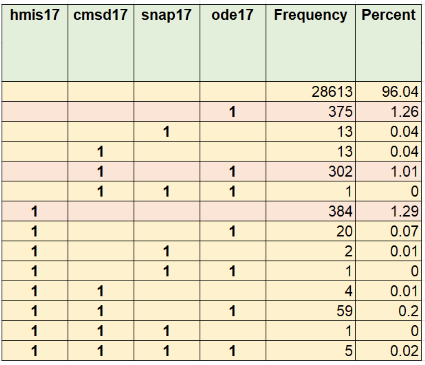 hmis17 cmsd17 snap17 ode17 Frequency Percent
28613 96.04
1 375 1.26
1 13 0.04
1 13 0.04
1 1 302 1.01
1 1 1 1 0
1 384 1.29
1 1 20 0.07
1 1 2 0.01
1 1 1 1 0
1 1 4 0.01
1 1 1 59 0.2
1 1 1 1 0
1 1 1 1 5 0.02